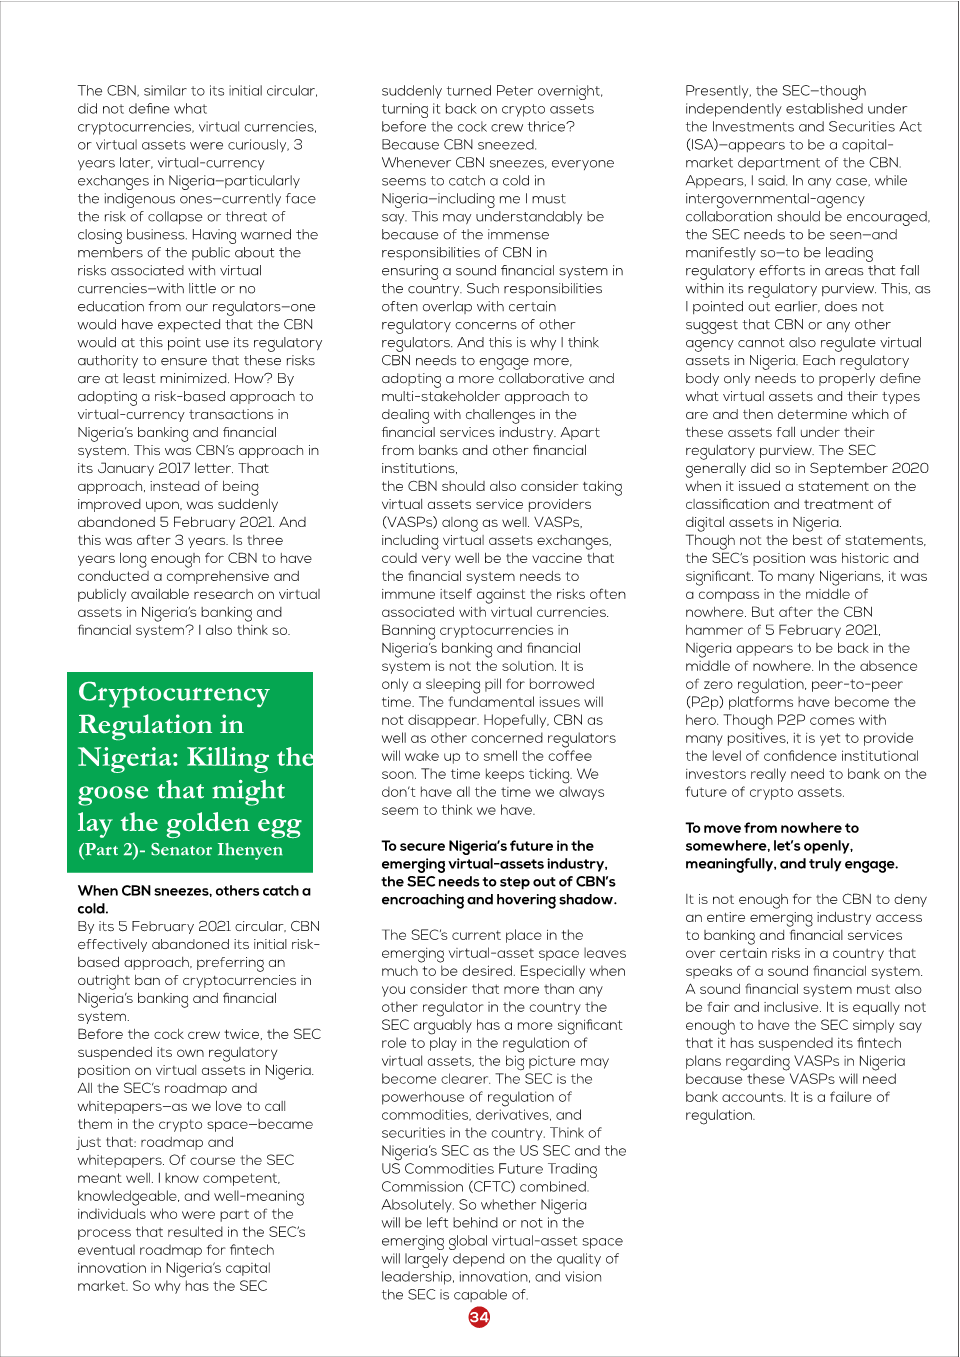 The CBN, similar to its initial circular,
did not define what
cryptocurrencies, virtual currencies,
or virtual assets were curiously, 3
years later, virtual-currency
exchanges in Nigeria—particularly
the indigenous ones—currently face
the risk of collapse or threat of
closing business. Having warned the
members of the public about the
risks associated with virtual
currencies—with little or no
education from our regulators—one
would have expected that the CBN
would at this point use its regulatory
authority to ensure that these risks
are at least minimized. How? By
adopting a risk-based approach to
virtual-currency transactions in
Nigeria's banking and financial
system. This was CBN's approach in
its January 2017 letter. That
approach, instead of being
improved upon, was suddenly
abandoned 5 February 2021. And
this was after 3 years. Is three
years long enough for CBN to have
conducted a comprehensive and
publicly available research on virtual
assets in Nigeria's banking and
financial system? I also think so.
Cryptocurrency
Regulation in
Nigeria: Killing the
goose that might
lay the golden egg
(Part 2)- Senator Ihenyen
When CBN sneezes, others catch a
cold.
By its 5 February 2021 circular, CBN
effectively abandoned its initial risk-
based approach, preferring an
outright ban of cryptocurrencies in
Nigeria's banking and financial
system.
Before the cock crew twice, the SEC
suspended its own regulatory
position on virtual assets in Nigeria.
All the SEC's roadmap and
whitepapers—as we love to call
them in the crypto space—became
just that: roadmap and
whitepapers. Of course the SEC
meant well. I know competent,
knowledgeable, and well-meaning
individuals who were part of the
process that resulted in the SEC's
eventual roadmap for fintech
innovation in Nigeria's capital
market. So why has the SEC
suddenly turned Peter overnight,
turning it back on crypto assets
before the cock crew thrice?
Because CBN sneezed.
Whenever CBN sneezes, everyone
seems to catch a cold in
Nigeria—including me I must
say. This may understandably be
because of the immense
responsibilities of CBN in
ensuring a sound financial system in
the country. Such responsibilities
often overlap with certain
regulatory concerns of other
regulators. And this is why I think
CBN needs to engage more,
adopting a more collaborative and
multi-stakeholder approach to
dealing with challenges in the
financial services industry. Apart
from banks and other financial
institutions,
the CBN should also consider taking
virtual assets service providers
(VASPs) along as well. VASPs,
including virtual assets exchanges,
could very well be the vaccine that
the financial system needs to
immune itself against the risks often
associated with virtual currencies.
Banning cryptocurrencies in
Nigeria's banking and financial
system is not the solution. It is
only a sleeping pill for borrowed
time. The fundamental issues will
not disappear. Hopefully, CBN as
well as other concerned regulators
will wake up to smell the coffee
soon. The time keeps ticking. We
don't have all the time we always
seem to think we have.
To secure Nigeria's future in the
emerging virtual-assets industry,
the SEC needs to step out of CBN's
encroaching and hovering shadow.
The SEC's current place in the
emerging virtual-asset space leaves
much to be desired. Especially when
you consider that more than any
other regulator in the country the
SEC arguably has a more significant
role to play in the regulation of
virtual assets, the big picture may
become clearer. The SEC is the
powerhouse of regulation of
commodities, derivatives, and
securities in the country. Think of
Nigeria's SEC as the US SEC and the
US Commodities Future Trading
Commission (CFTC) combined.
Absolutely. So whether Nigeria
will be left behind or not in the
emerging global virtual-asset space
will largely depend on the quality of
leadership, innovation, and vision
the SEC is capable of.
Presently, the SEC—though
independently established under
the Investments and Securities Act
(ISA)—appears to be a capital-
market department of the CBN.
Appears, I said. In any case, while
intergovernmental-agency
collaboration should be encouraged,
the SEC needs to be seen—and
manifestly so—to be leading
regulatory efforts in areas that fall
within its regulatory purview. This, as
I pointed out earlier, does not
suggest that CBN or any other
agency cannot also regulate virtual
assets in Nigeria. Each regulatory
body only needs to properly define
what virtual assets and their types
are and then determine which of
these assets fall under their
regulatory purview. The SEC
generally did so in September 2020
when it issued a statement on the
classification and treatment of
digital assets in Nigeria.
Though not the best of statements,
the SEC's position was historic and
significant. To many Nigerians, it was
a compass in the middle of
nowhere. But after the CBN
hammer of 5 February 2021,
Nigeria appears to be back in the
middle of nowhere. In the absence
of zero regulation, peer-to-peer
(P2p) platforms have become the
hero. Though P2P comes with
many positives, it is yet to provide
the level of confidence institutional
investors really need to bank on the
future of crypto assets.
To move from nowhere to
somewhere, let's openly,
meaningfully, and truly engage.
It is not enough for the CBN to deny
an entire emerging industry access
to banking and financial services
over certain risks in a country that
speaks of a sound financial system.
A sound financial system must also
be fair and inclusive. It is equally not
enough to have the SEC simply say
that it has suspended its fintech
plans regarding VASPs in Nigeria
because these VASPs will need
bank accounts. It is a failure of
regulation.
34